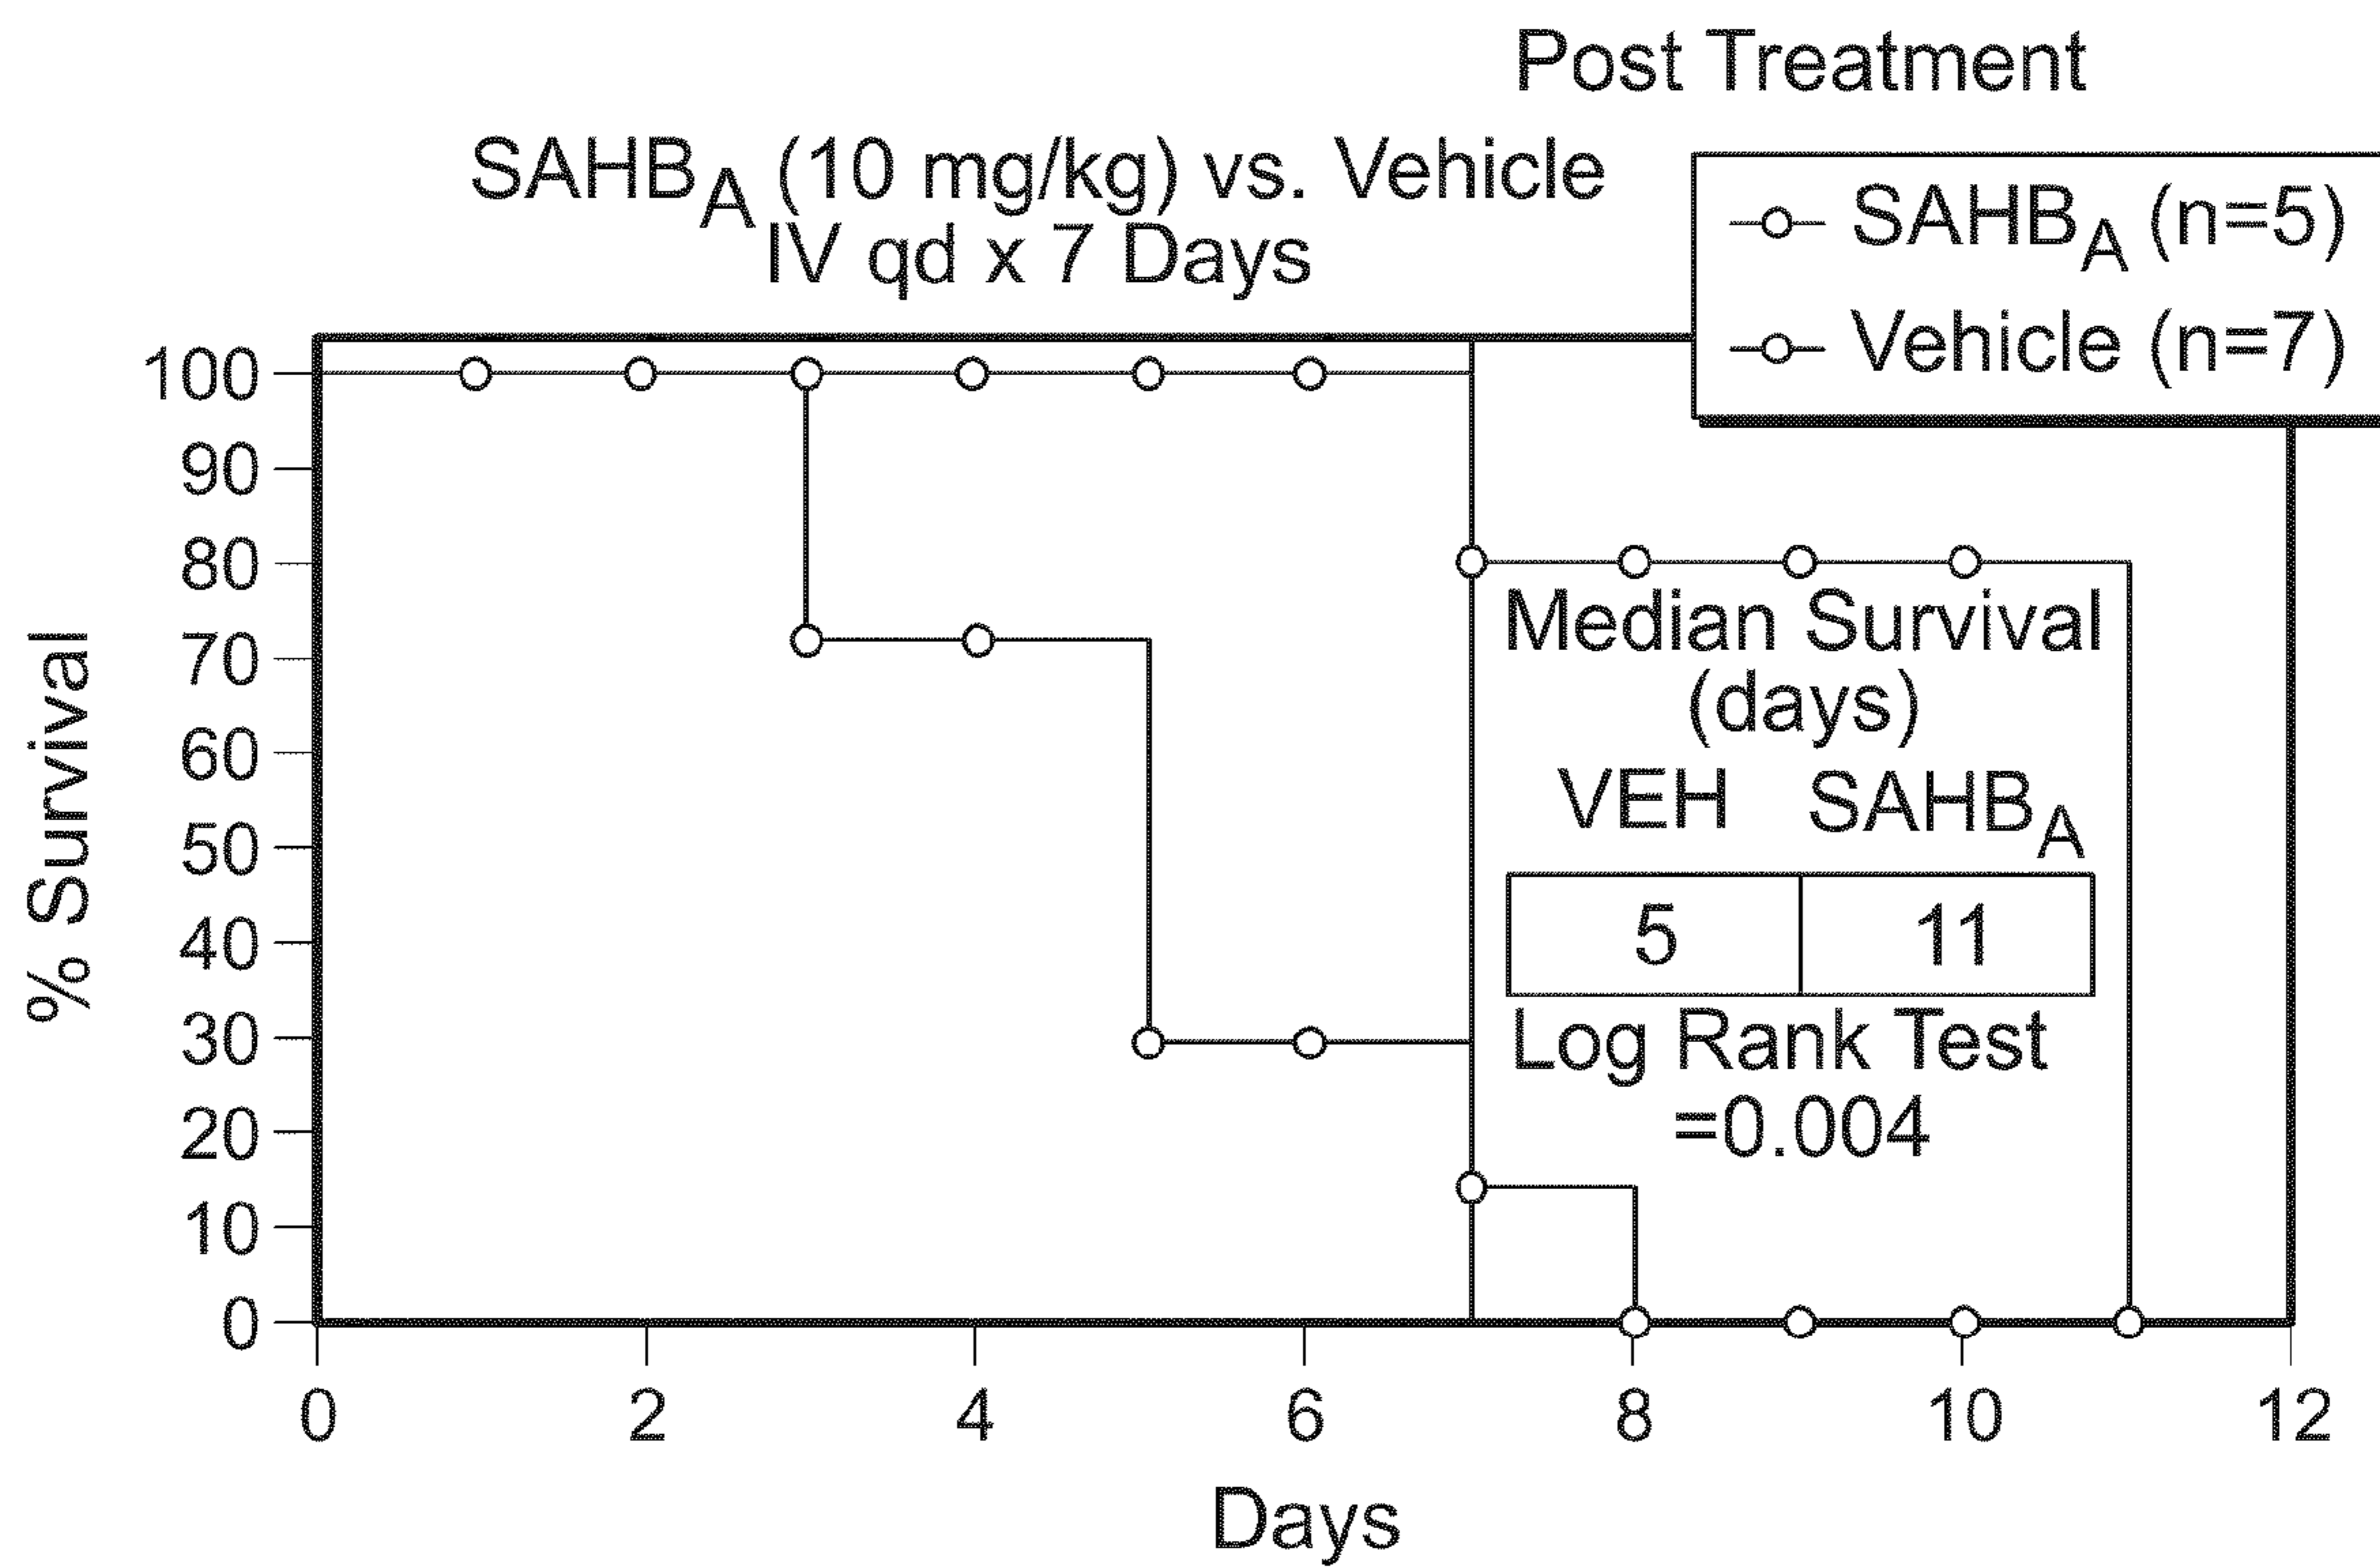 Post Treatment
SAHBA (10 mg/kg) vs. Vehicle
IV qd x 7 Days
SAHBA (n=5)
Vehicle (n=7)
% Survival
100
90
80
70
60
50
40
30
20
10
0
Median Survival
(days)
VEH SAHBA
5 11
Log Rank Test
=0.004
0 2 4 6 8 10 12
Days